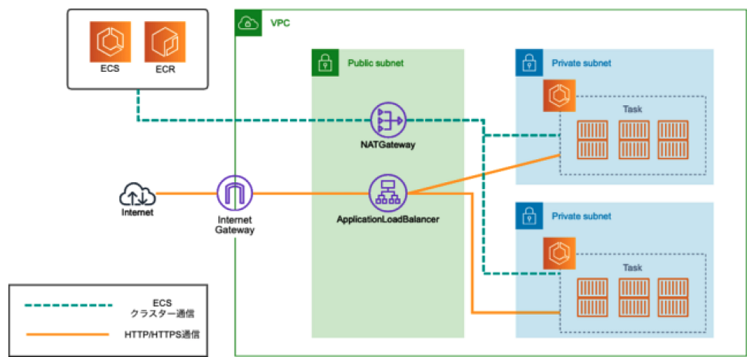 VPC
ECS
ECR
Public subnet
Private subnet
Task
NATGateway
Internet
Internet
Gateway
ApplicationLoadBalancer
Private subnet
Task
ECS
クラスター通信
HTTP/HTTPS通信